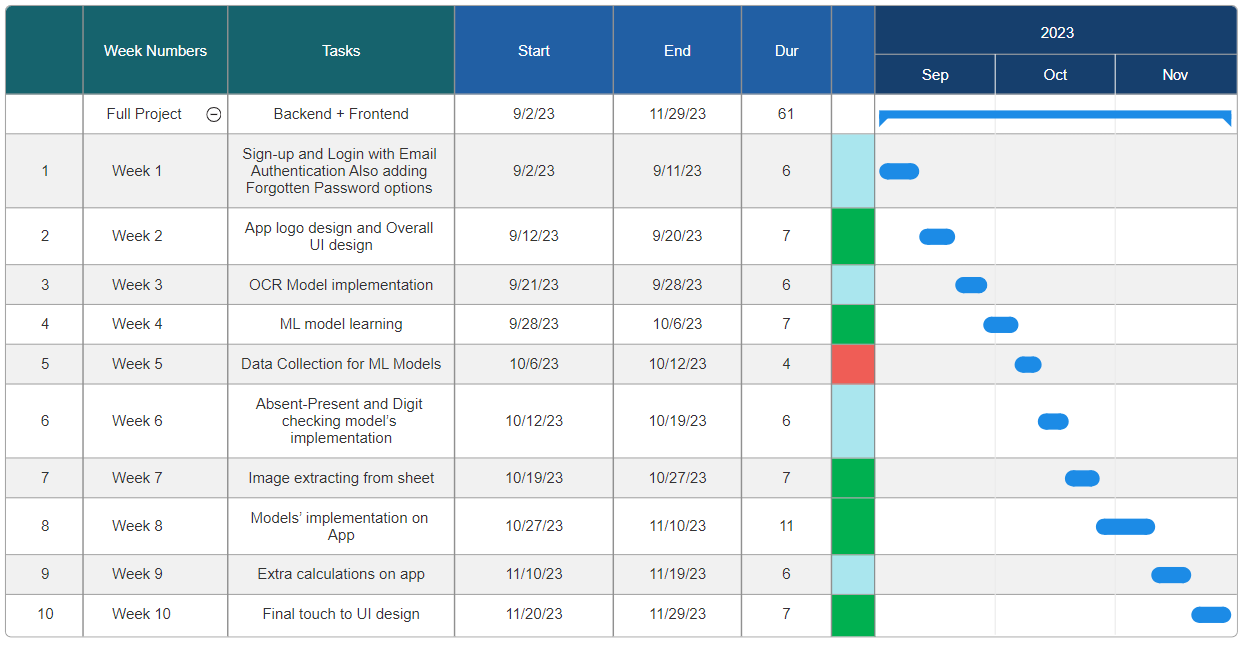 Week Numbers Tasks Start End Dur 2023
Sep Oct Nov
Full Project Backend + Frontend 9/2/23 11/29/23 61
1 Week 1 Sign-up and Login with Email
Authentication Also adding
Forgotten Password options 9/2/23 9/11/23 6
2 Week 2 App logo design and Overall
UI design 9/12/23 9/20/23 7
3 Week 3 OCR Model implementation 9/21/23 9/28/23 6
4 Week 4 ML model learning 9/28/23 10/6/23 7
5 Week 5 Data Collection for ML Models 10/6/23 10/12/23 4
6 Week 6 Absent-Present and Digit
checking model’s
implementation 10/12/23 10/19/23 6
7 Week 7 Image extracting from sheet 10/19/23 10/27/23 7
8 Week 8 Models’ implementation on
App 10/27/23 11/10/23 11
9 Week 9 Extra calculations on app 11/10/23 11/19/23 6
10 Week 10 Final touch to UI design 11/20/23 11/29/23 7